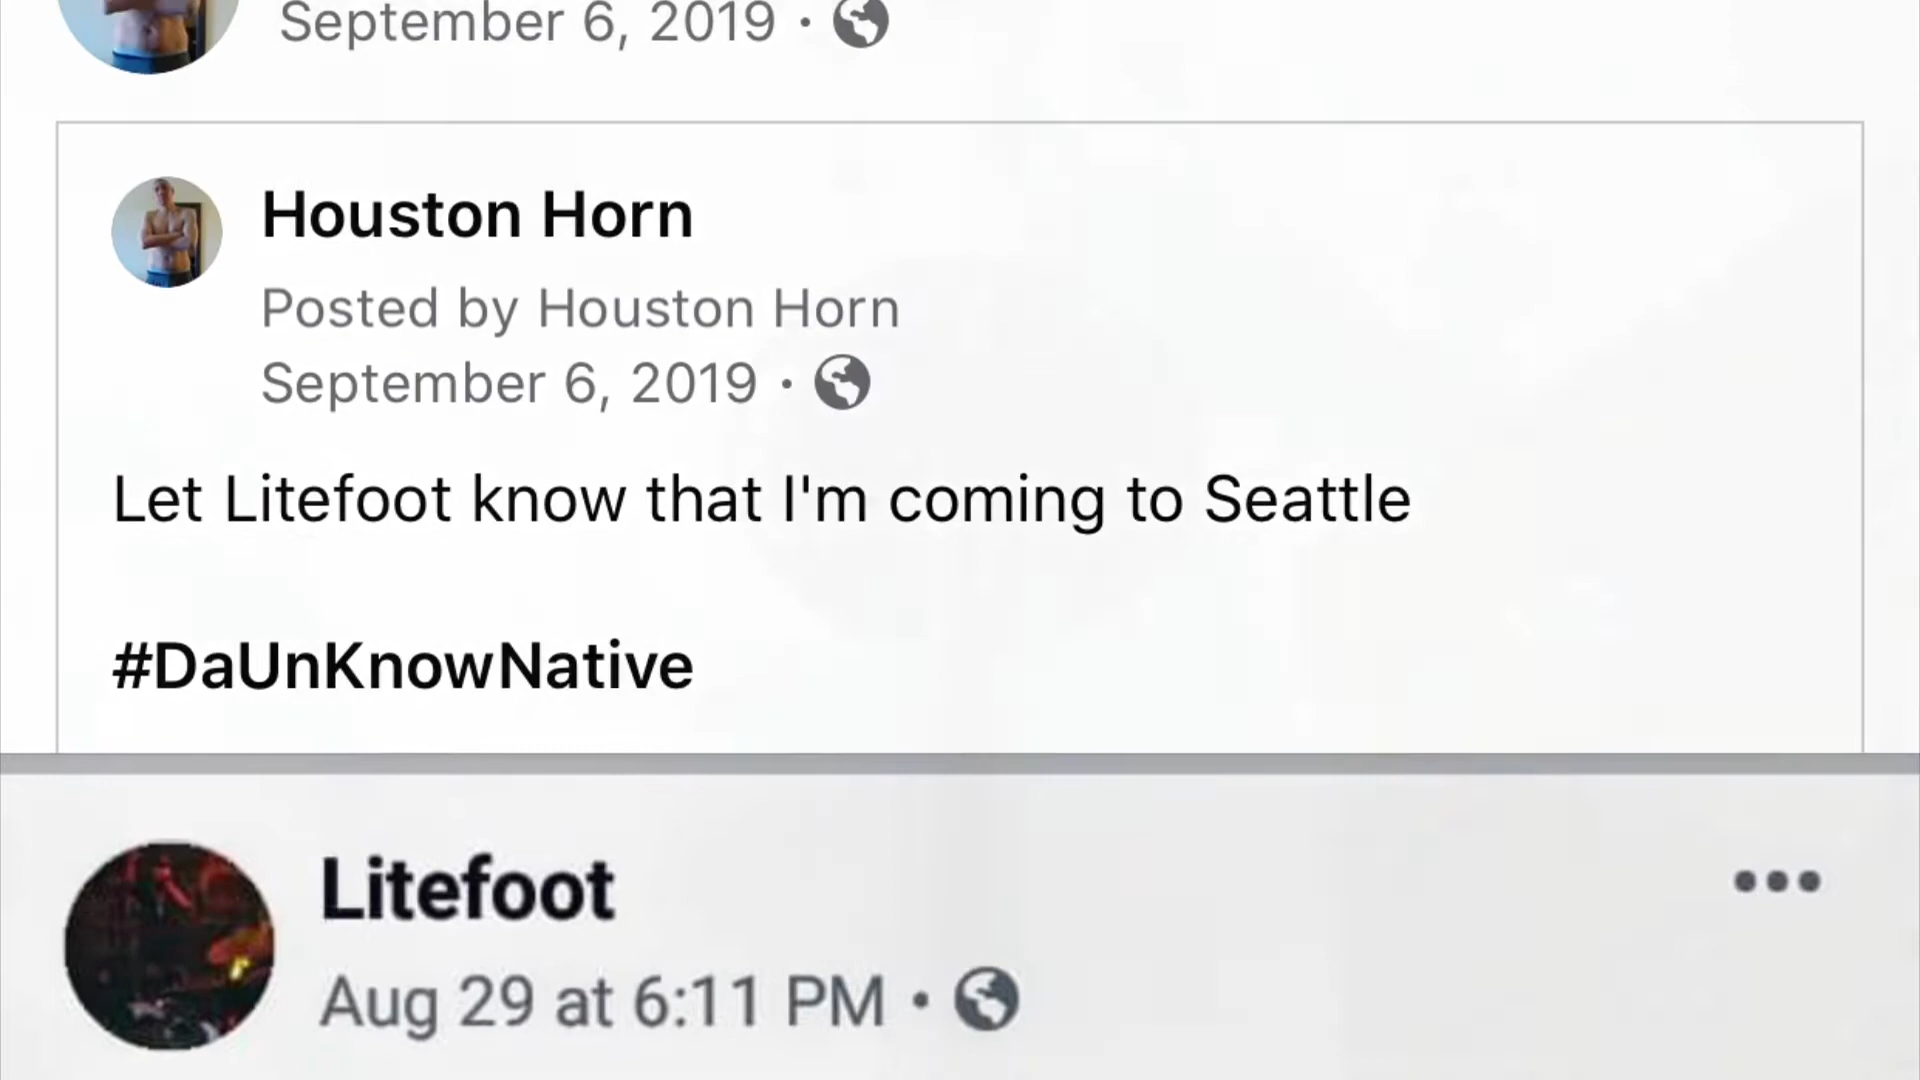 September 6, 2019 ·
Houston Horn
Posted by Houston Horn
September 6, 2019 ·
Let Litefoot know that I'm coming to Seattle
#DaUnKnowNative
Litefoot
Aug 29 at 6:11 PM ·